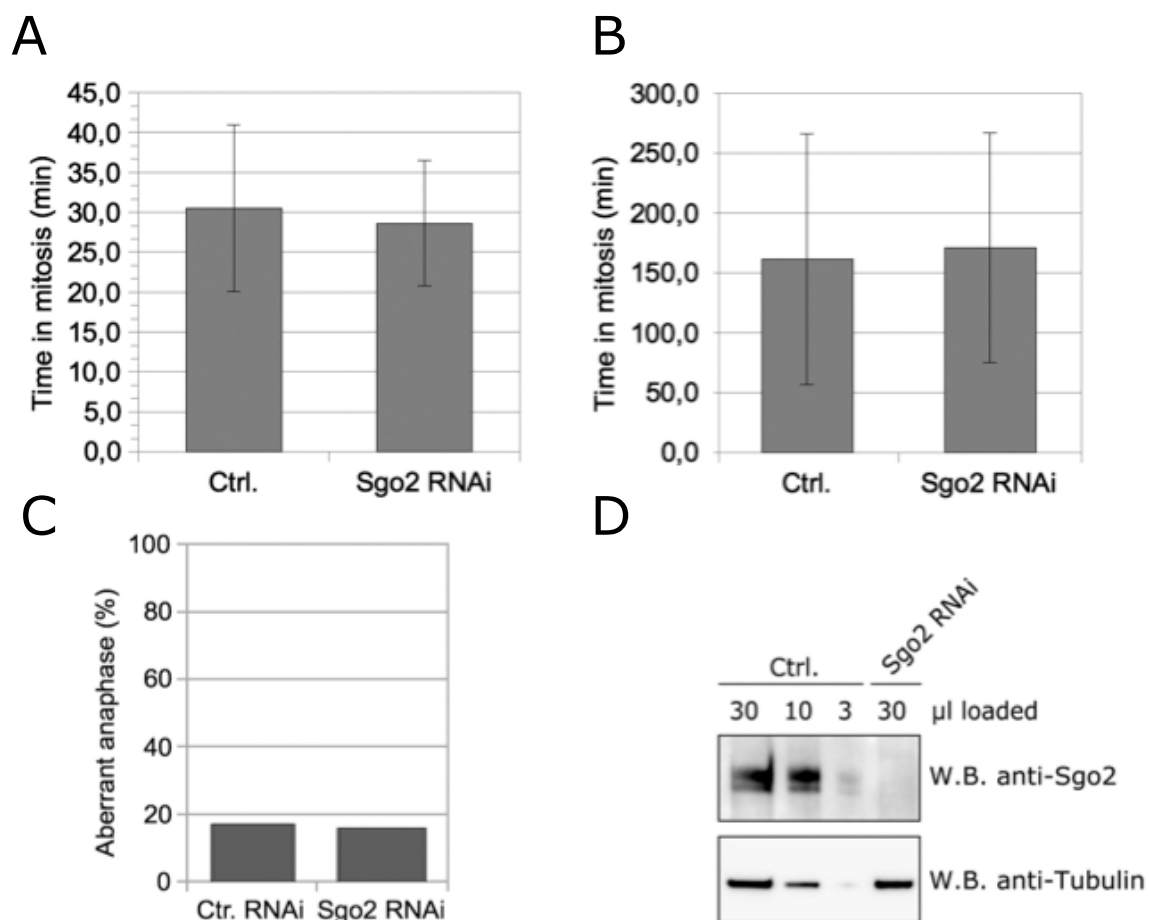 A
Time in mitosis (min)
45,0
40,0
35,0
30,0
25,0
20,0
15,0
10,0
5,0
0,0
Ctrl.
Sgo2 RNAi
B
Time in mitosis (min)
300,0
250,0
200,0
150,0
100,0
50,0
0,0
Ctrl.
Sgo2 RNAi
C
Aberrant anaphase (%)
100
80
60
40
20
0
Ctr. RNAi
Sgo2 RNAi
D
Ctrl.
Sgo2 RNAi
30 10 3 30 µl loaded
W.B. anti-Sgo2
W.B. anti-Tubulin